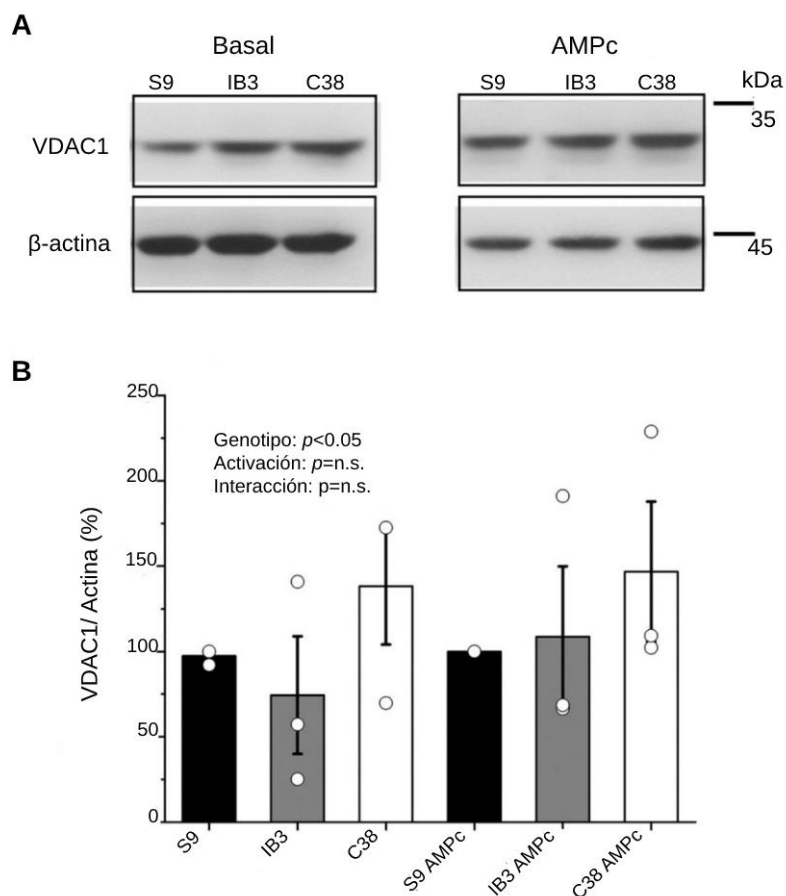 A
Basal
AMPc
S9 IB3 C38
S9 IB3 C38
kDa
VDAC1
35
β-actina
45
B
Genotipo: p<0.05
Activación: p=n.s.
Interacción: p=n.s.
VDAC1/ Actina (%)
250
200
150
100
50
0
S9
IB3
C38
S9 AMPc
IB3 AMPc
C38 AMPc